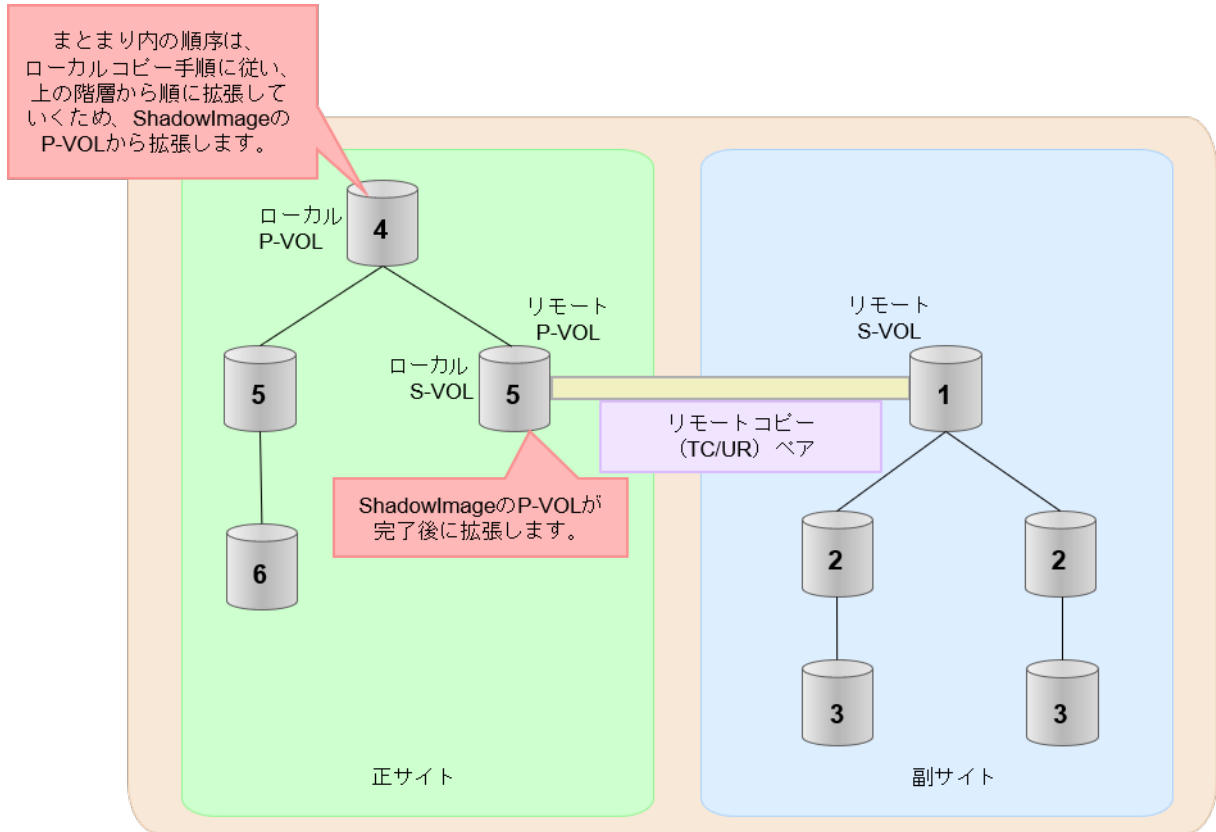 まとまり内の順序は、
ローカルコピー手順に従い、
上の階層から順に拡張して
いくため、ShadowImageの
P-VOLから拡張します。
ローカル
P-VOL
4
リモート
P-VOL
リモート
S-VOL
5
ローカル
S-VOL
5
1
リモートコピー
（TC/UR）ペア
ShadowImageのP-VOLが
完了後に拡張します。
6
2
2
3
3
正サイト
副サイト